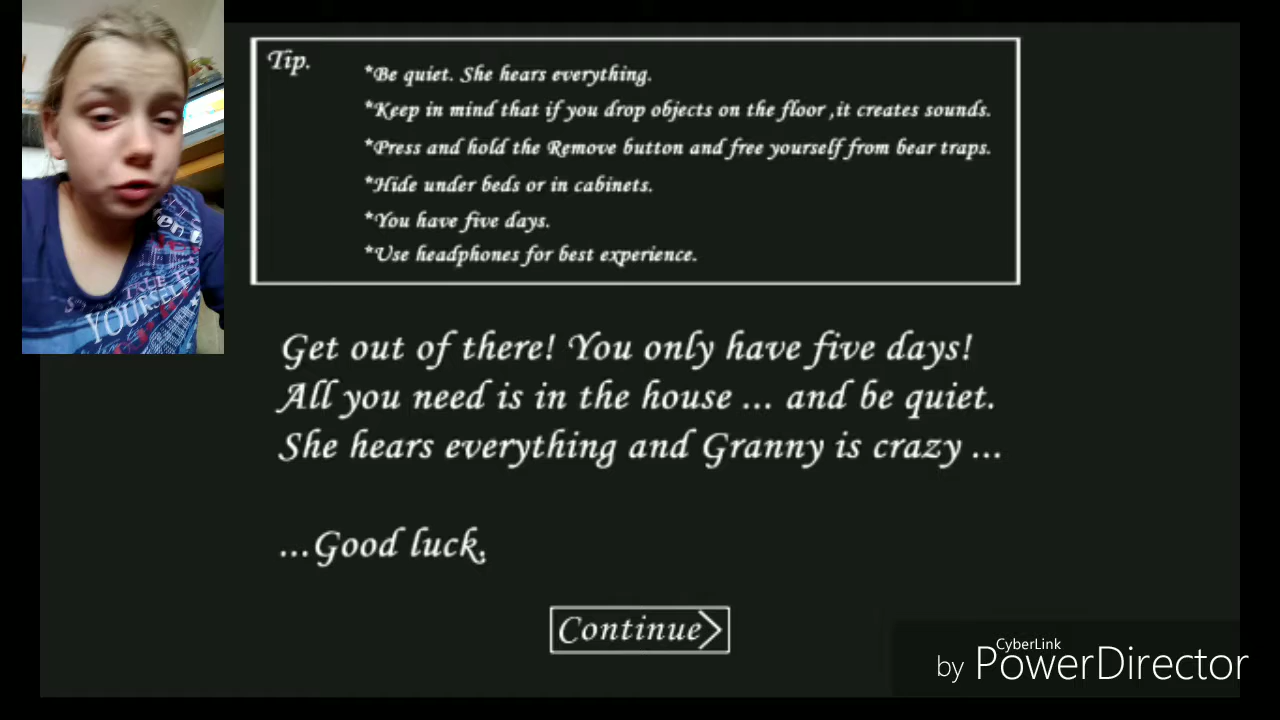 Tip.
*Be quiet. She hears everything.
*Keep in mind that if you drop objects on the floor ,it creates sounds.
*Press and hold the Remove button and free yourself from bear traps.
*Hide under beds or in cabinets.
*You have five days.
*Use headphones for best experience.
YOURSELF
Get out of there! You only have five days!
All you need is in the house ... and be quiet.
She hears everything and Granny is crazy ...
...Good luck.
Continue>
CyberLink
by PowerDirector